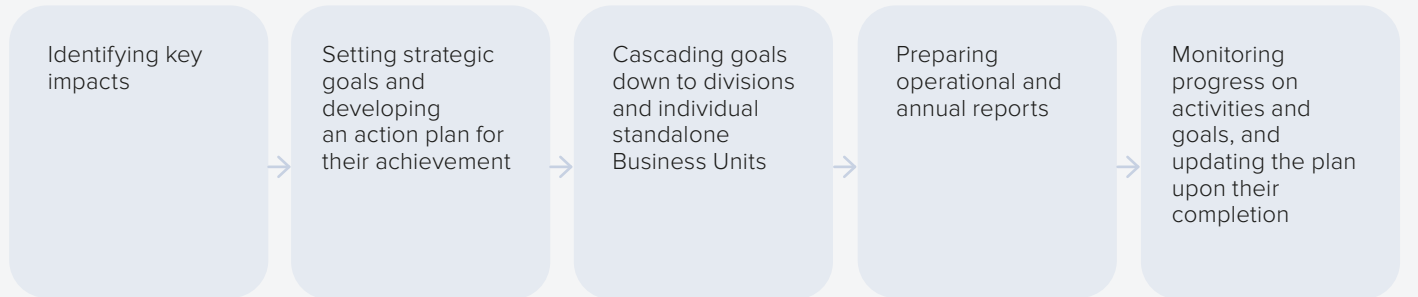 Identifying key
impacts
Setting strategic
goals and
developing
an action plan for
their achievement
Cascading goals
down to divisions
and individual
standalone
Business Units
Preparing
operational and
annual reports
Monitoring
progress on
activities and
goals, and
updating the plan
upon their
completion